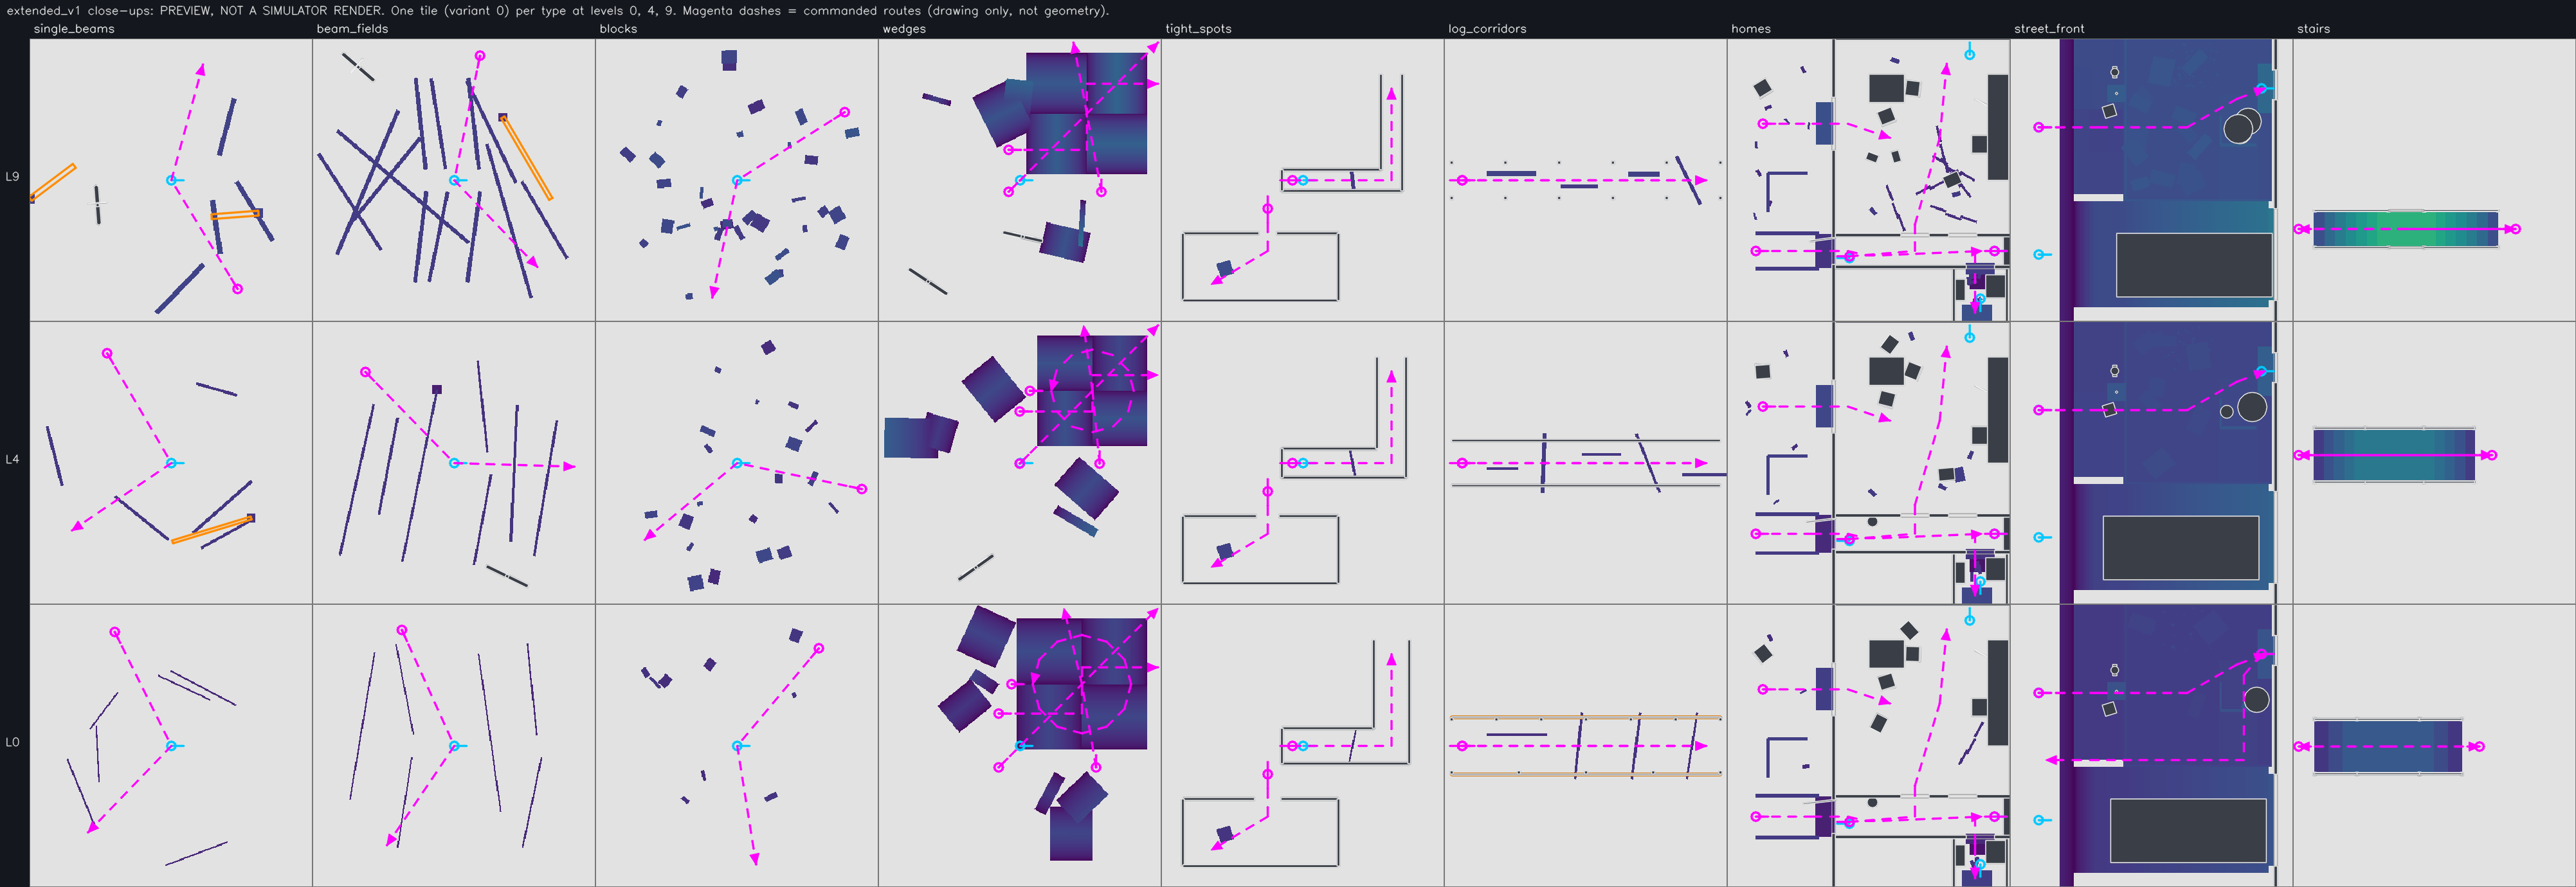 extended_v1 close-ups: PREVIEW, NOT A SIMULATOR RENDER. One tile (variant 0) per type at levels 0, 4, 9. Magenta dashes = commanded routes (drawing only, not geometry).
single_beams beam_fields blocks wedges tight_spots log_corridors homes street_front stairs
L9
L4
L0